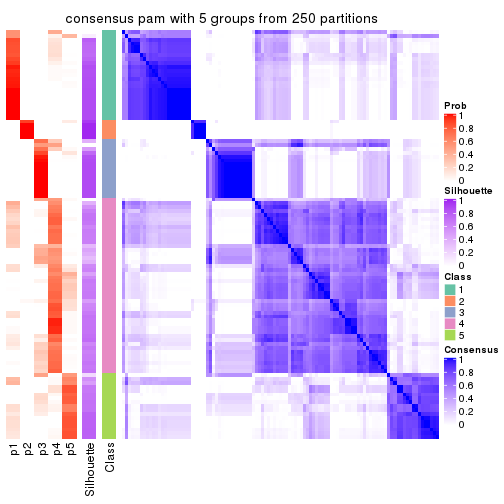 consensus pam with 5 groups from 250 partitions
Prob
1
0.8
0.6
0.4
0.2
0
Silhouette
1
0.8
0.6
0.4
0.2
0
Class
1
2
3
4
5
Consensus
1
0.8
0.6
0.4
0.2
0
p1
p2
p3
p4
p5
Silhouette
Class